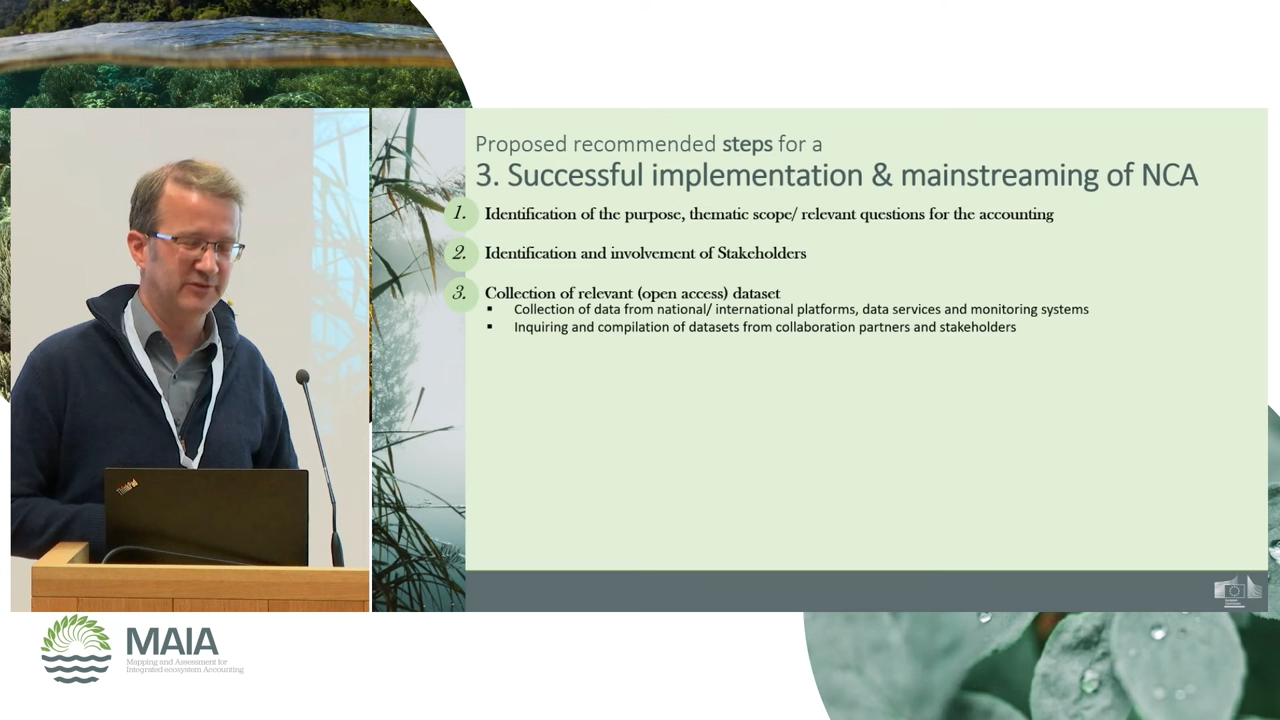 Proposed recommended steps for a
3. Successful implementation & mainstreaming of NCA
1. Identification of the purpose, thematic scope/ relevant questions for the accounting
2. Identification and involvement of Stakeholders
3. Collection of relevant (open access) dataset
▪ Collection of data from national/ international platforms, data services and monitoring systems
▪ Inquiring and compilation of datasets from collaboration partners and stakeholders
ThinkPad
MAIA
Mapping and Assessment for
Integrated ecosystem Accounting